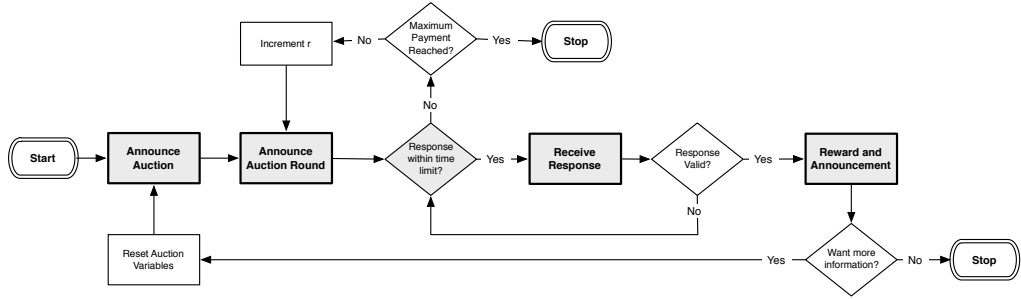 Maximum
Payment
Reached?
Increment r
No
Yes
Stop
No
Start
Announce
Auction
Announce
Auction Round
Response
within time
limit?
Yes
Receive
Response
Response
Valid?
Yes
Reward and
Announcement
No
Reset Auction
Variables
Yes
Want more
information?
No
Stop